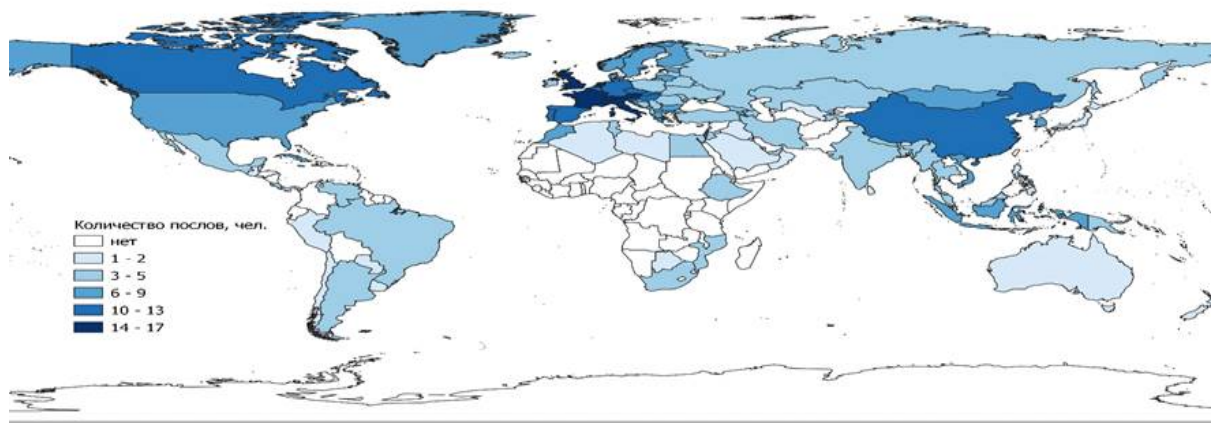 Количество послов, чел.
нет
1 - 2
3 - 5
6 - 9
10 - 13
14 - 17